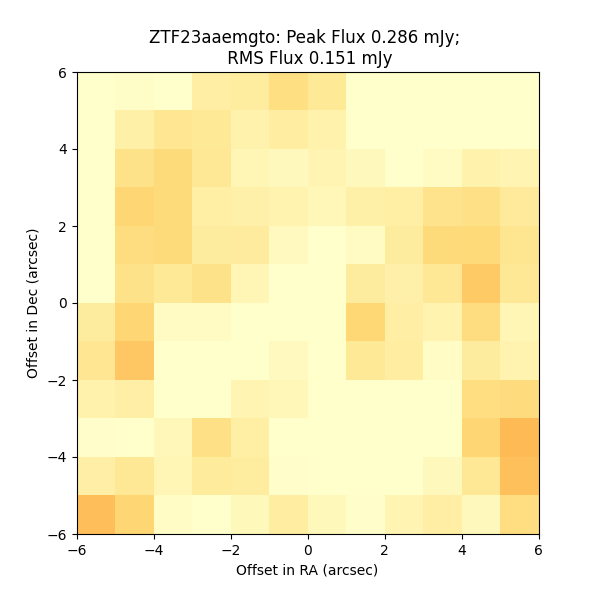 ZTF23aaemgto: Peak Flux 0.286 mJy;
RMS Flux 0.151 mJy
6
4
2
0
−2
−4
−6
Offset in Dec (arcsec)
−6 −4 −2 0 2 4 6
Offset in RA (arcsec)